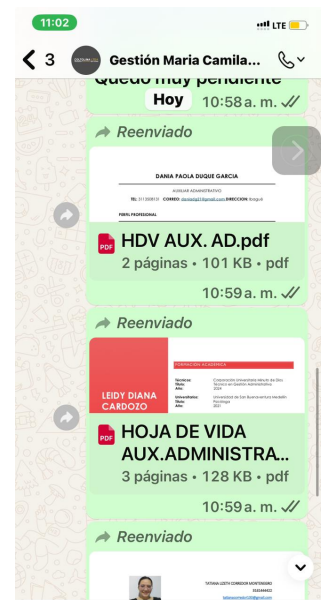 11:02
LTE
3
Gestión Maria Camila...
Quedo muy pendiente
Hoy
10:58 a. m.
Reenviado
DANIA PAOLA DUQUE GARCIA
AUXILIAR ADMINISTRATIVO
PERFIL PROFESIONAL
PDF
HDV AUX. AD.pdf
2 páginas • 101 KB • pdf
10:59 a. m.
Reenviado
FORMACIÓN ACADÉMICA
LEIDY DIANA
CARDOZO
PDF
HOJA DE VIDA
AUX.ADMINISTRA...
3 páginas • 128 KB • pdf
10:59 a. m.
Reenviado
TATIANA LIZETH CORREDOR MONTENEGRO